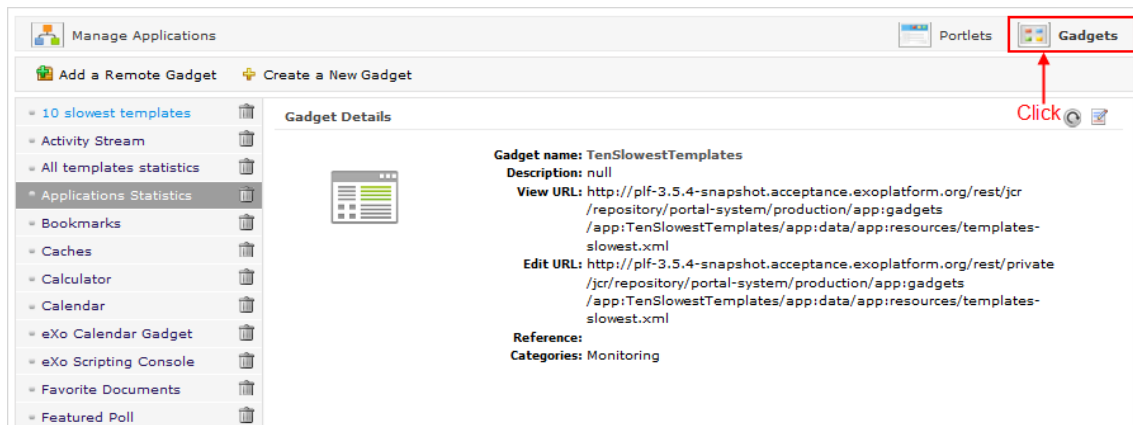 Manage Applications
Portlets
Gadgets
Add a Remote Gadget
Create a New Gadget
Click
10 slowest templates
Activity Stream
All templates statistics
Applications Statistics
Bookmarks
Caches
Calculator
Calendar
eXo Calendar Gadget
eXo Scripting Console
Favorite Documents
Featured Poll
Gadget Details
Gadget name: TenSlowestTemplates
Description: null
View URL: http://plf-3.5.4-snapshot.acceptance.exoplatform.org/rest/jcr
/repository/portal-system/production/app:gadgets
/app:TenSlowestTemplates/app:data/app:resources/templates-
slowest.xml
Edit URL: http://plf-3.5.4-snapshot.acceptance.exoplatform.org/rest/private
/jcr/repository/portal-system/production/app:gadgets
/app:TenSlowestTemplates/app:data/app:resources/templates-
slowest.xml
Reference:
Categories: Monitoring